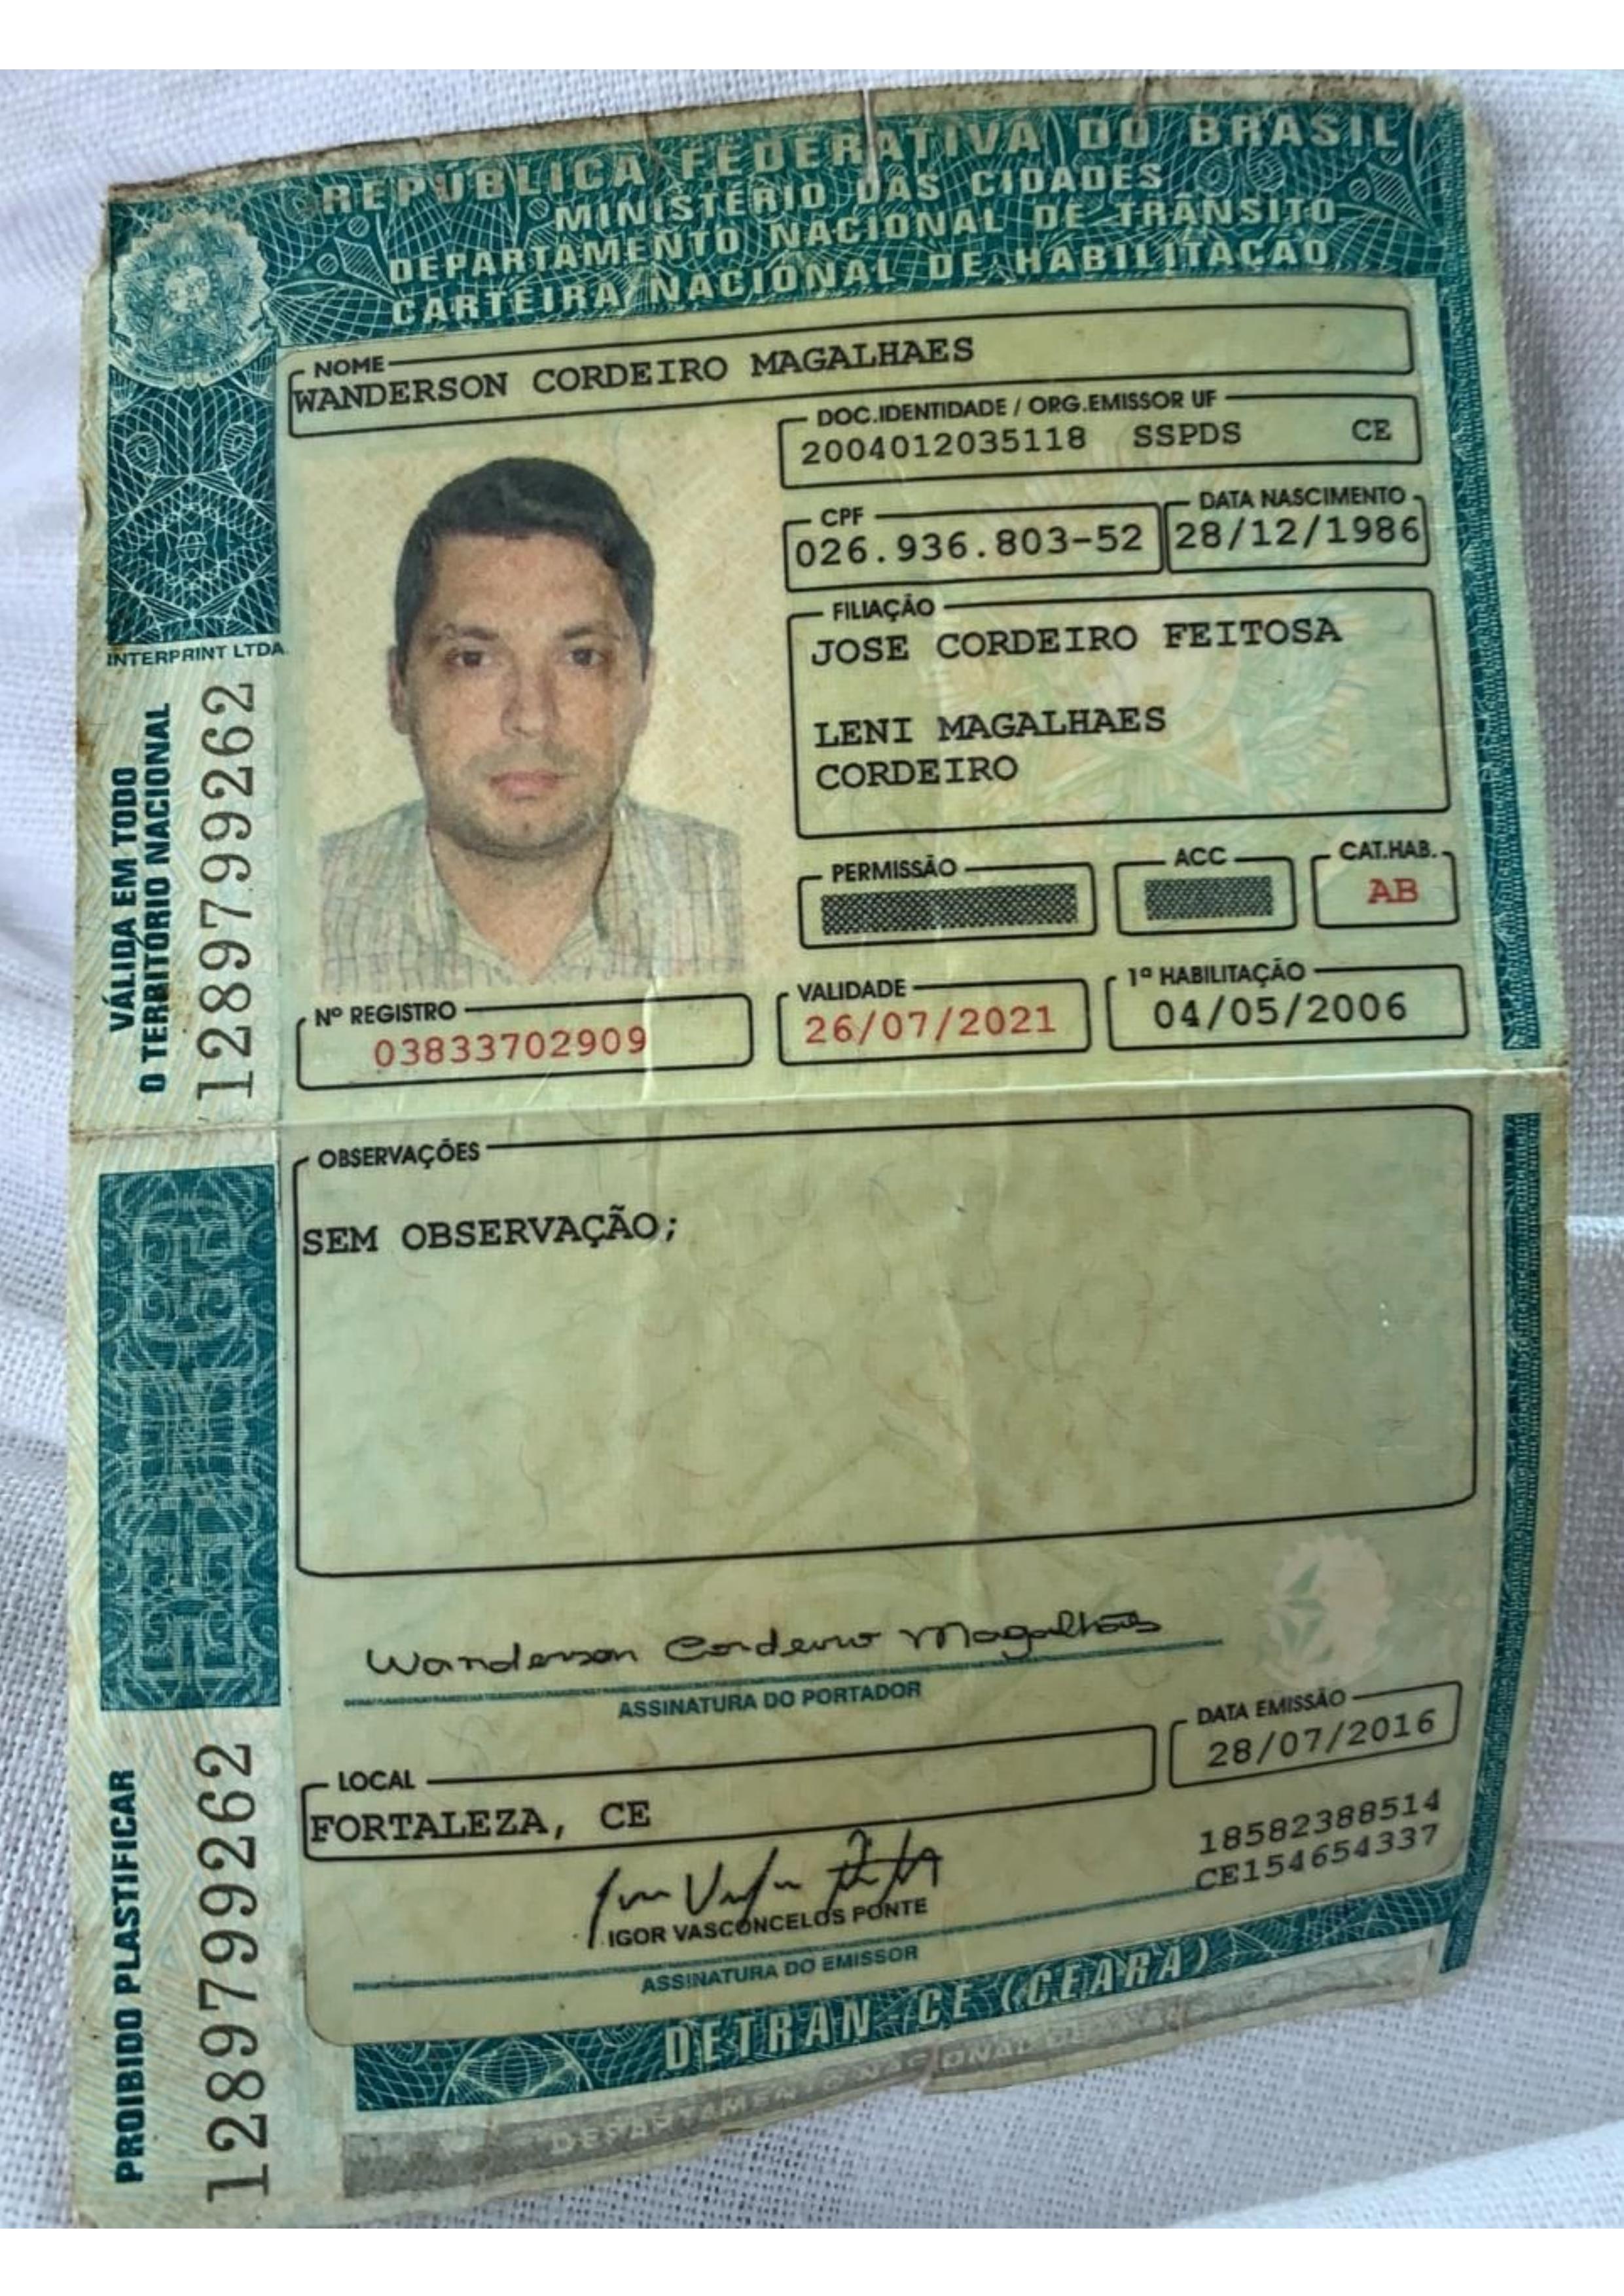 REPÚBLICA FEDERATIVA DO BRASIL
MINISTÉRIO DAS CIDADES
DEPARTAMENTO NACIONAL DE TRÂNSITO
CARTEIRA NACIONAL DE HABILITAÇÃO
NOME
WANDERSON CORDEIRO MAGALHAES
DOC.IDENTIDADE / ORG.EMISSOR UF
2004012035118 SSPDS CE
CPF
026.936.803-52
DATA NASCIMENTO
28/12/1986
FILIAÇÃO
JOSE CORDEIRO FEITOSA
LENI MAGALHAES
CORDEIRO
PERMISSÃO
ACC
CAT.HAB.
AB
Nº REGISTRO
03833702909
VALIDADE
26/07/2021
1ª HABILITAÇÃO
04/05/2006
INTERPRINT LTDA
VÁLIDA EM TODO
O TERRITÓRIO NACIONAL
1289799262
OBSERVAÇÕES
SEM OBSERVAÇÃO;
Wanderson Cordeiro Magalhães
ASSINATURA DO PORTADOR
LOCAL
FORTALEZA, CE
DATA EMISSÃO
28/07/2016
18582388514
CE154654337
IGOR VASCONCELOS PONTE
ASSINATURA DO EMISSOR
PROIBIDO PLASTIFICAR
1289799262
DETRAN-CE (CEARÁ)
DEPARTAMENTO NACIONAL DE